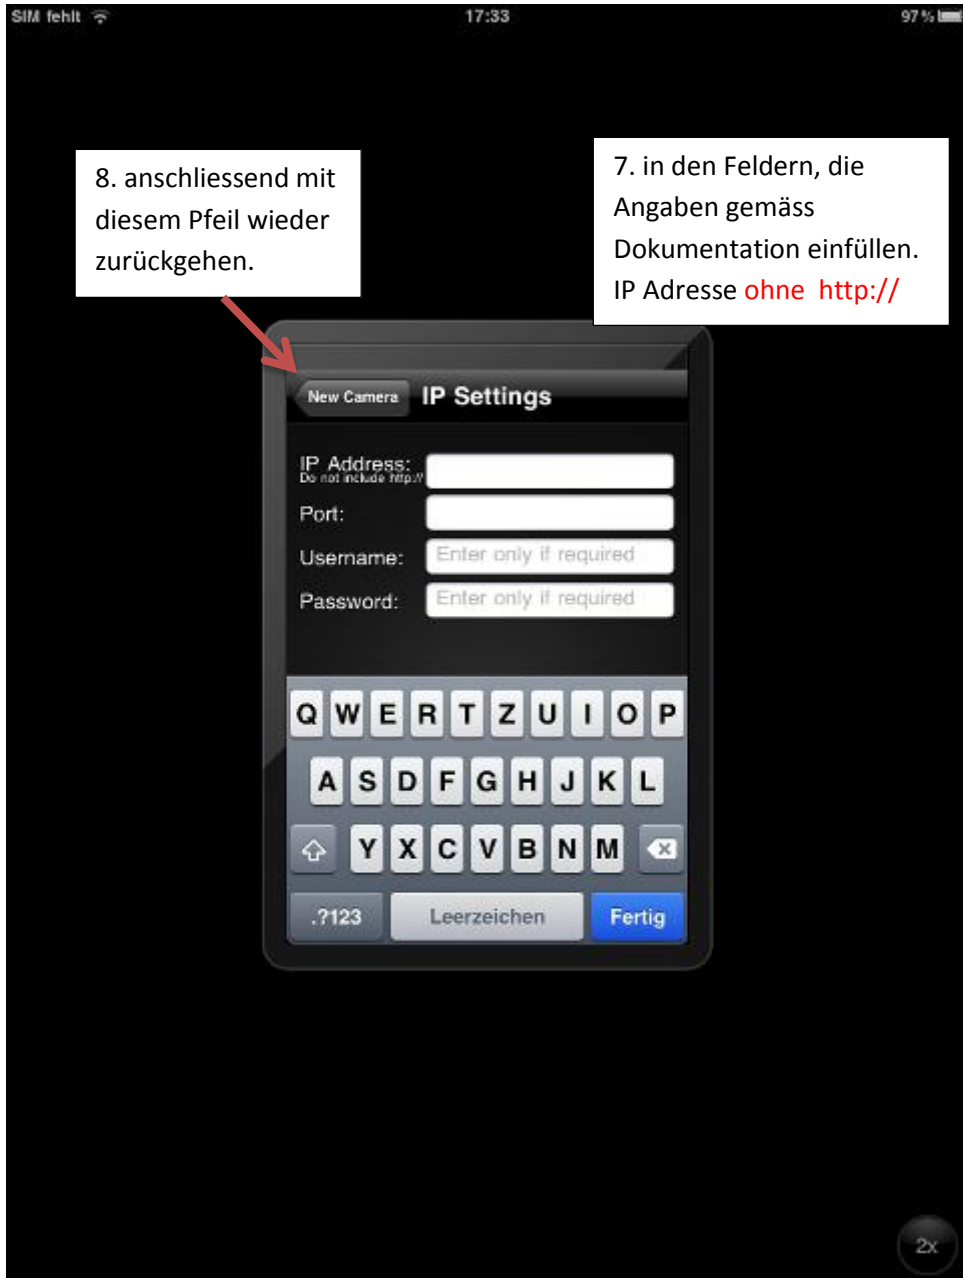 SIM fehlt
17:33
97 %
8. anschliessend mit
diesem Pfeil wieder
zurückgehen.
7. in den Feldern, die
Angaben gemäss
Dokumentation einfüllen.
IP Adresse ohne http://
New Camera
IP Settings
IP Address:
Do not include http://
Port:
Username: Enter only if required
Password: Enter only if required
Q W E R T Z U I O P
A S D F G H J K L
Y X C V B N M
.?123 Leerzeichen Fertig
2x